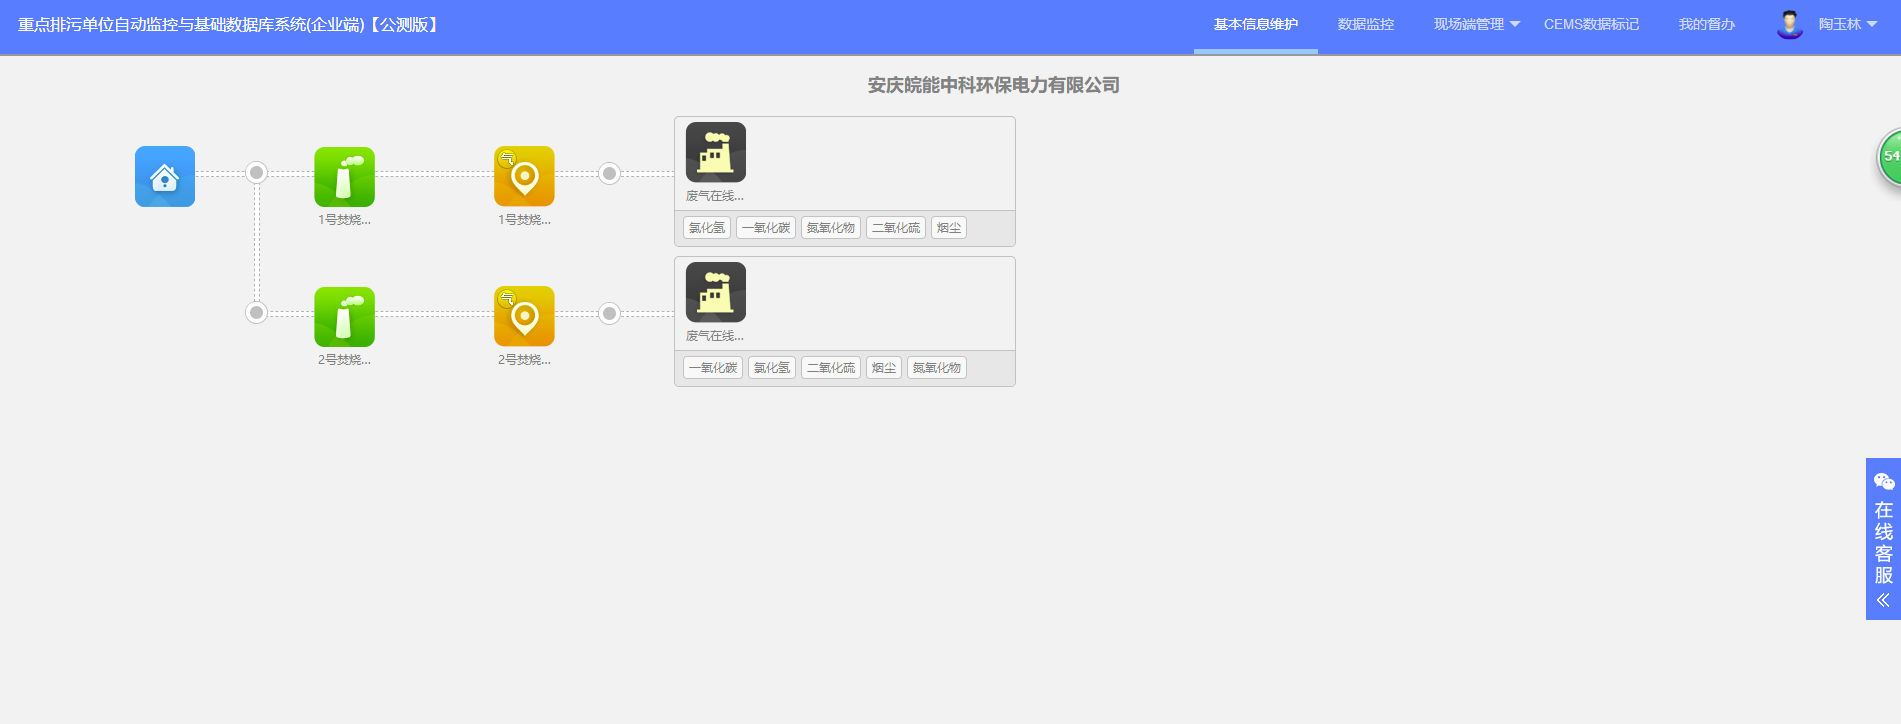 重点排污单位自动监控与基础数据库系统(企业端)【公测版】
基本信息维护 数据监控 现场端管理 CEMS数据标记 我的督办 陶玉林
安庆皖能中科环保电力有限公司
气
1号焚烧... 1号焚烧... 废气在线...
氯化氢 一氧化碳 氮氧化物 二氧化硫 烟尘
54
气
2号焚烧... 2号焚烧... 废气在线...
一氧化碳 氯化氢 二氧化硫 烟尘 氮氧化物
在
线
客
服